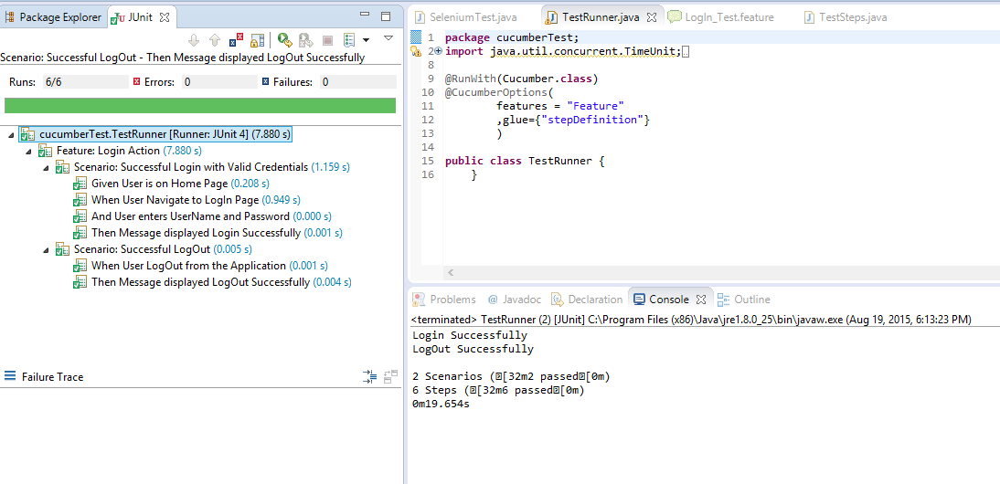 Package Explorer JUnit
Scenario: Successful LogOut - Then Message displayed LogOut Successfully
Runs: 6/6 Errors: 0 Failures: 0
cucumberTest.TestRunner [Runner: JUnit 4] (7.880 s)
Feature: Login Action (7.880 s)
Scenario: Successful Login with Valid Credentials (1.159 s)
Given User is on Home Page (0.208 s)
When User Navigate to LogIn Page (0.949 s)
And User enters UserName and Password (0.000 s)
Then Message displayed Login Successfully (0.001 s)
Scenario: Successful LogOut (0.005 s)
When User LogOut from the Application (0.001 s)
Then Message displayed LogOut Successfully (0.004 s)
Failure Trace
SeleniumTest.java TestRunner.java LogIn_Test.feature TestSteps.java
1 package cucumberTest;
2 import java.util.concurrent.TimeUnit;
8
9 @RunWith(Cucumber.class)
10 @CucumberOptions(
11 features = "Feature"
12 ,glue={"stepDefinition"}
13 )
14
15 public class TestRunner {
16 }
Problems @ Javadoc Declaration Console Outline
<terminated> TestRunner (2) [JUnit] C:\Program Files (x86)\Java\jre1.8.0_25\bin\javaw.exe (Aug 19, 2015, 6:13:23 PM)
Login Successfully
LogOut Successfully
2 Scenarios (�[32m2 passed�[0m)
6 Steps (�[32m6 passed�[0m)
0m19.654s